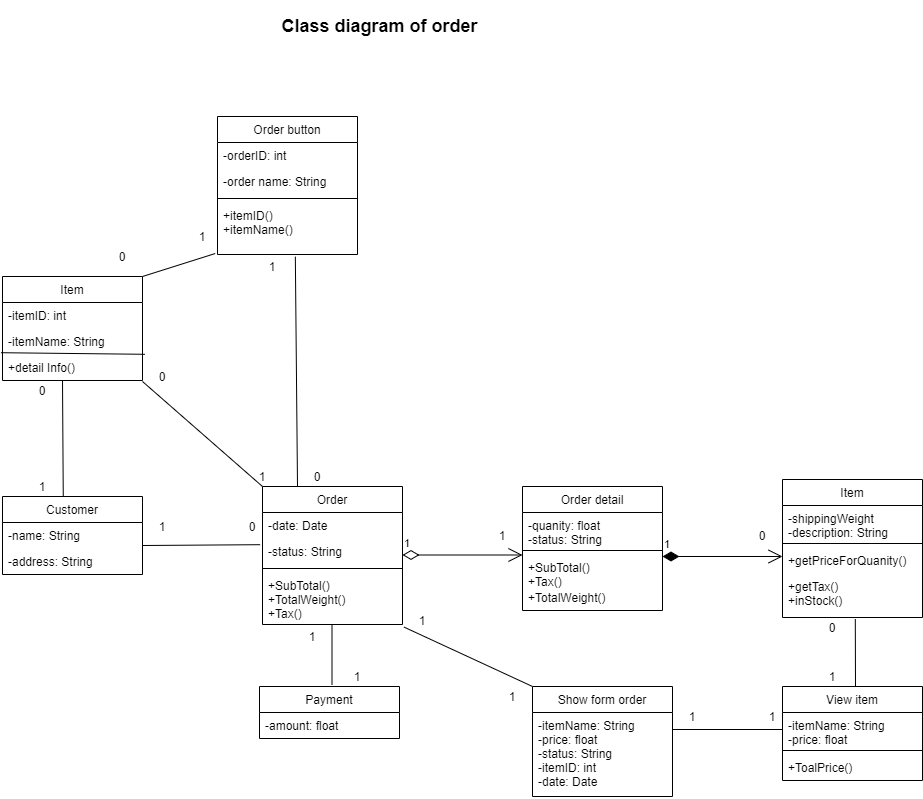 Class diagram of order
Order button
-orderID: int
-order name: String
+itemID()
+itemName()
1
0
1
Item
-itemID: int
-itemName: String
+detail Info()
0
0
1
Customer
-name: String
-address: String
1
0
1
0
Order
-date: Date
-status: String
+SubTotal()
+TotalWeight()
+Tax()
1
1
Order detail
-quanity: float
-status: String
+SubTotal()
+Tax()
+TotalWeight()
1
0
Item
-shippingWeight
-description: String
+getPriceForQuanity()
+getTax()
+inStock()
0
1
1
1
Payment
-amount: float
1
1
Show form order
-itemName: String
-price: float
-status: String
-itemID: int
-date: Date
1
1
View item
-itemName: String
-price: float
+ToalPrice()